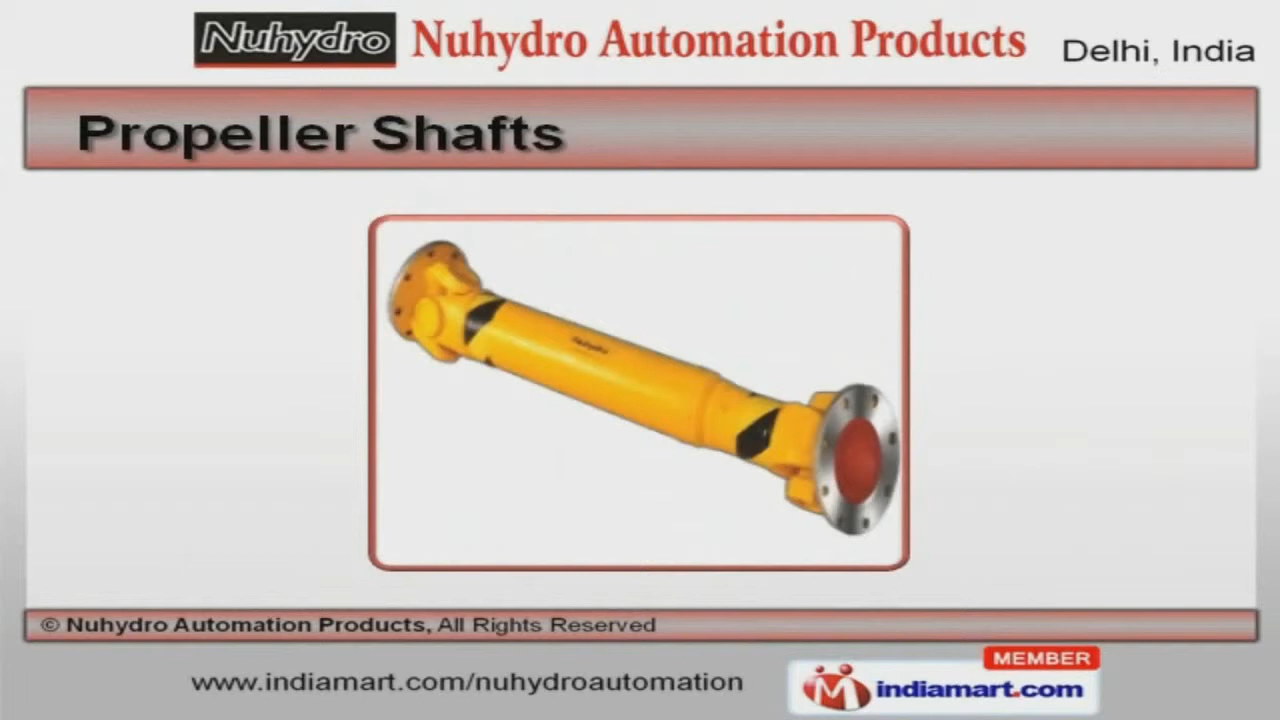 Nuhydro Nuhydro Automation Products Delhi, India
Propeller Shafts
Nuhydro
© Nuhydro Automation Products, All Rights Reserved
MEMBER
www.indiamart.com/nuhydroautomation indiamart.com